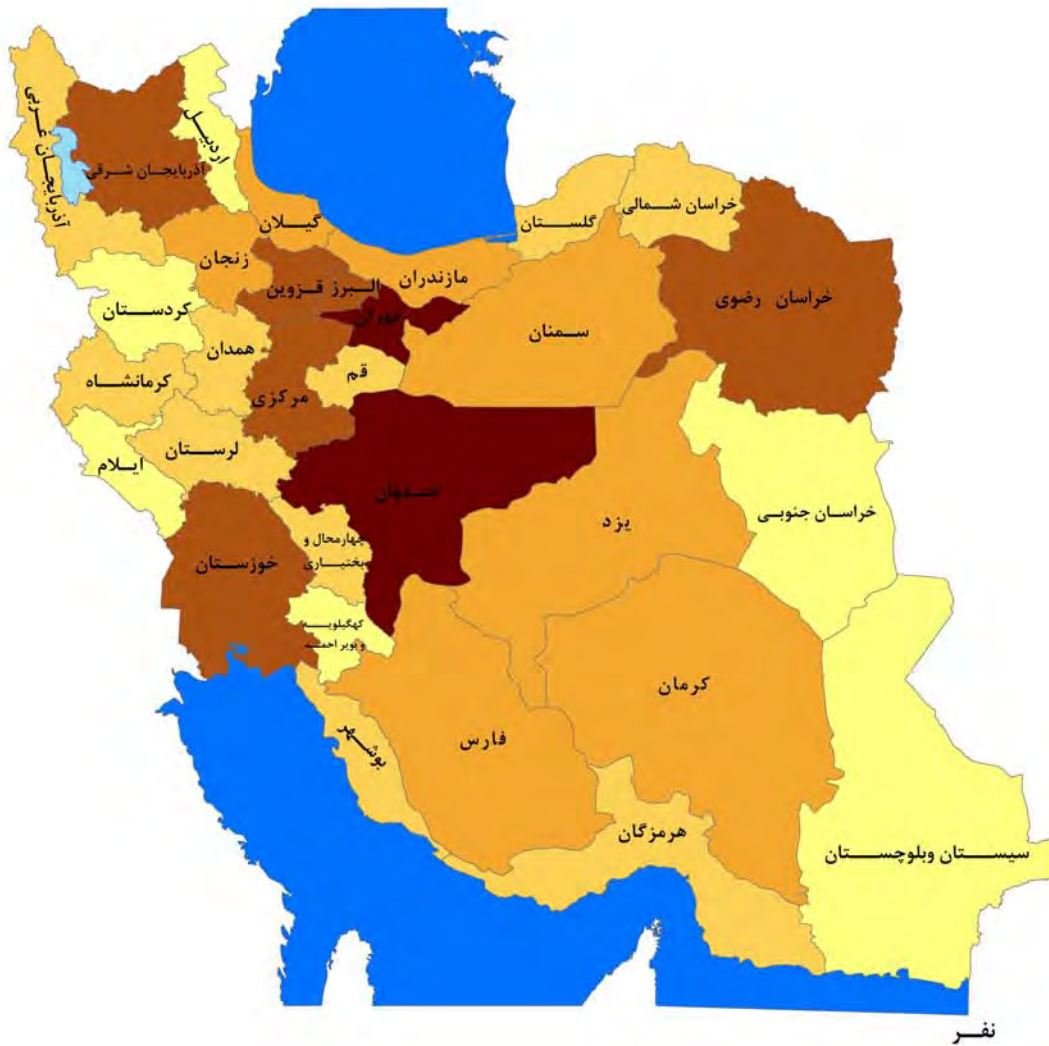 آذربایجان غربی
آذربایجان شرقی
اردبیل
گیلان
زنجان
کردستان
همدان
کرمانشاه
ایلام
لرستان
البرز قزوین
تهران
مرکزی
قم
مازندران
گلستان
خراسان شمالی
خراسان رضوی
سمنان
اصفهان
یزد
خراسان جنوبی
خوزستان
چهارمحال و
بختیاری
کهگیلویه
و بویر احمد
بوشهر
فارس
کرمان
هرمزگان
سیستان وبلوچستان
نفر